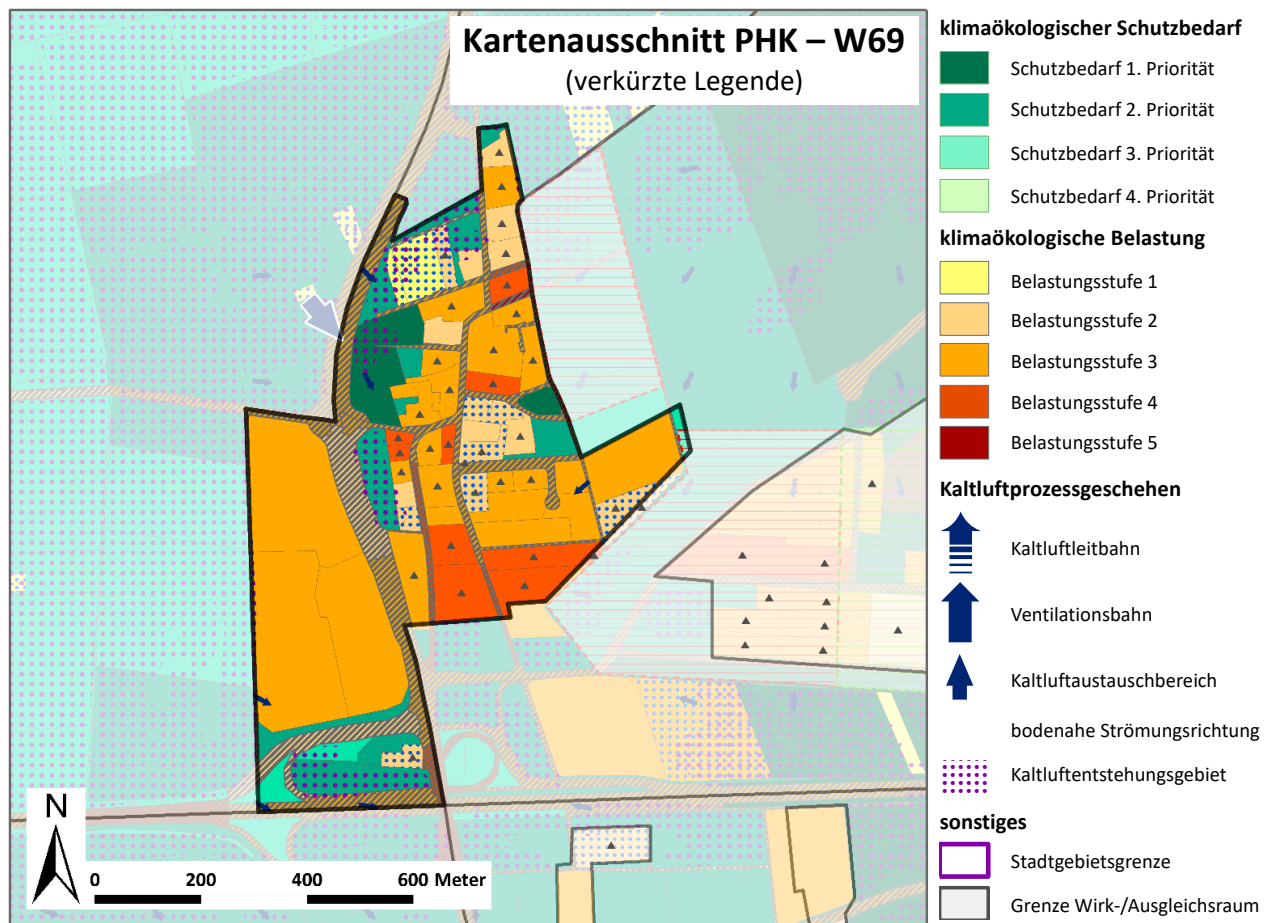 Kartenausschnitt PHK – W69
(verkürzte Legende)
klimaökologischer Schutzbedarf
Schutzbedarf 1. Priorität
Schutzbedarf 2. Priorität
Schutzbedarf 3. Priorität
Schutzbedarf 4. Priorität
klimaökologische Belastung
Belastungsstufe 1
Belastungsstufe 2
Belastungsstufe 3
Belastungsstufe 4
Belastungsstufe 5
Kaltluftprozessgeschehen
Kaltluftleitbahn
Ventilationsbahn
Kaltluftaustauschbereich
bodenahe Strömungsrichtung
Kaltluftentstehungsgebiet
sonstiges
Stadtgebietsgrenze
Grenze Wirk-/Ausgleichsraum
N
0 200 400 600 Meter